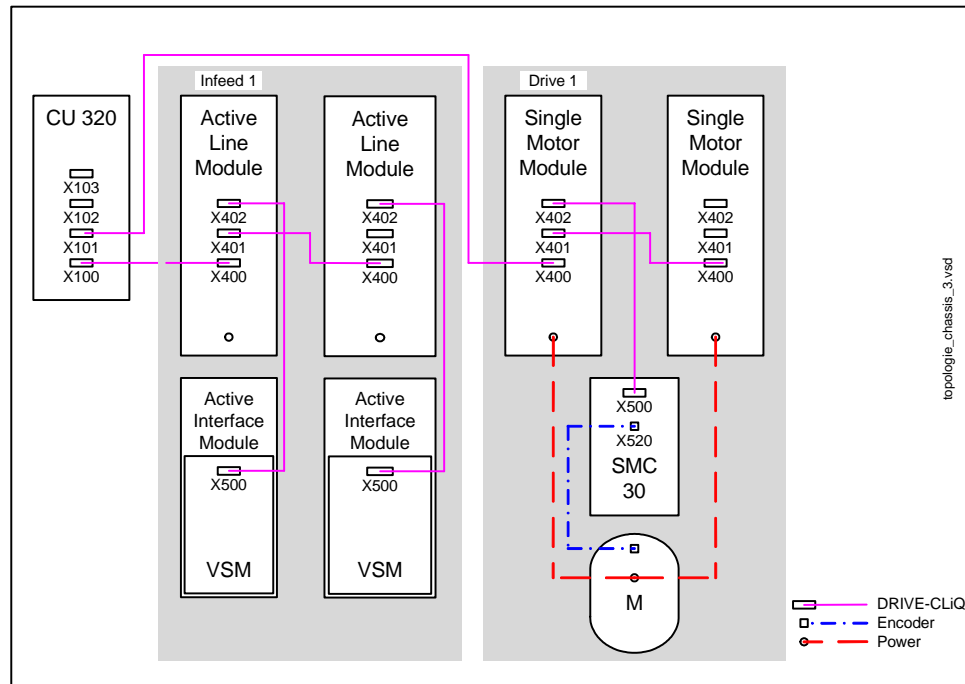 Infeed 1
Drive 1
CU 320
X103
X102
X101
X100
Active
Line
Module
X402
X401
X400
Active
Line
Module
X402
X401
X400
Single
Motor
Module
X402
X401
X400
Single
Motor
Module
X402
X401
X400
Active
Interface
Module
X500
VSM
Active
Interface
Module
X500
VSM
X500
X520
SMC
30
M
DRIVE-CLiQ
Encoder
Power
topologie_chassis_3.vsd